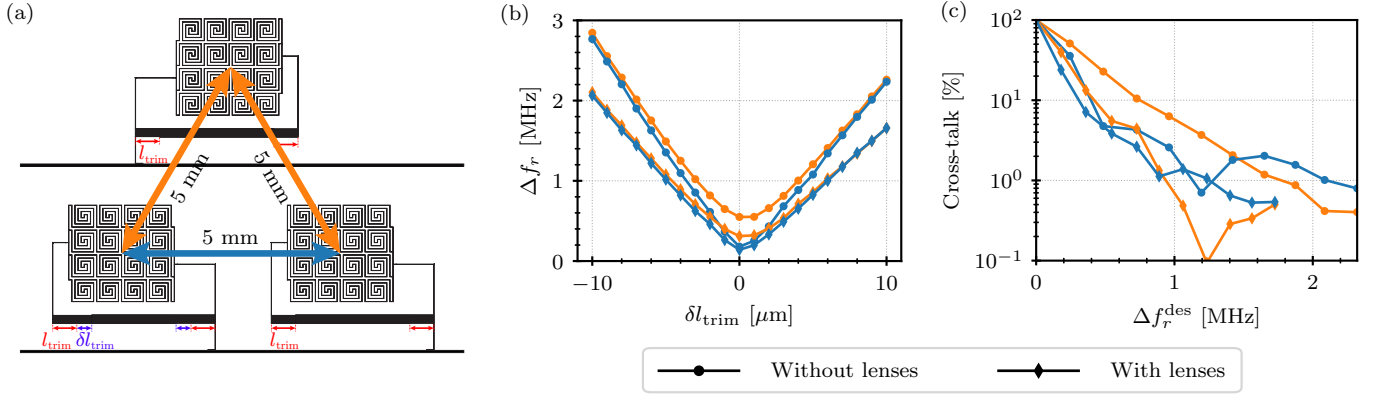 (a)
l_trim
5 mm
5 mm
5 mm
l_trim
δl_trim
l_trim
(b)
3
2
1
0
Δf_r [MHz]
−10
0
10
δl_trim [μm]
(c)
10^2
10^1
10^0
10^−1
Cross-talk [%]
0
1
2
Δf_r^des [MHz]
Without lenses
With lenses